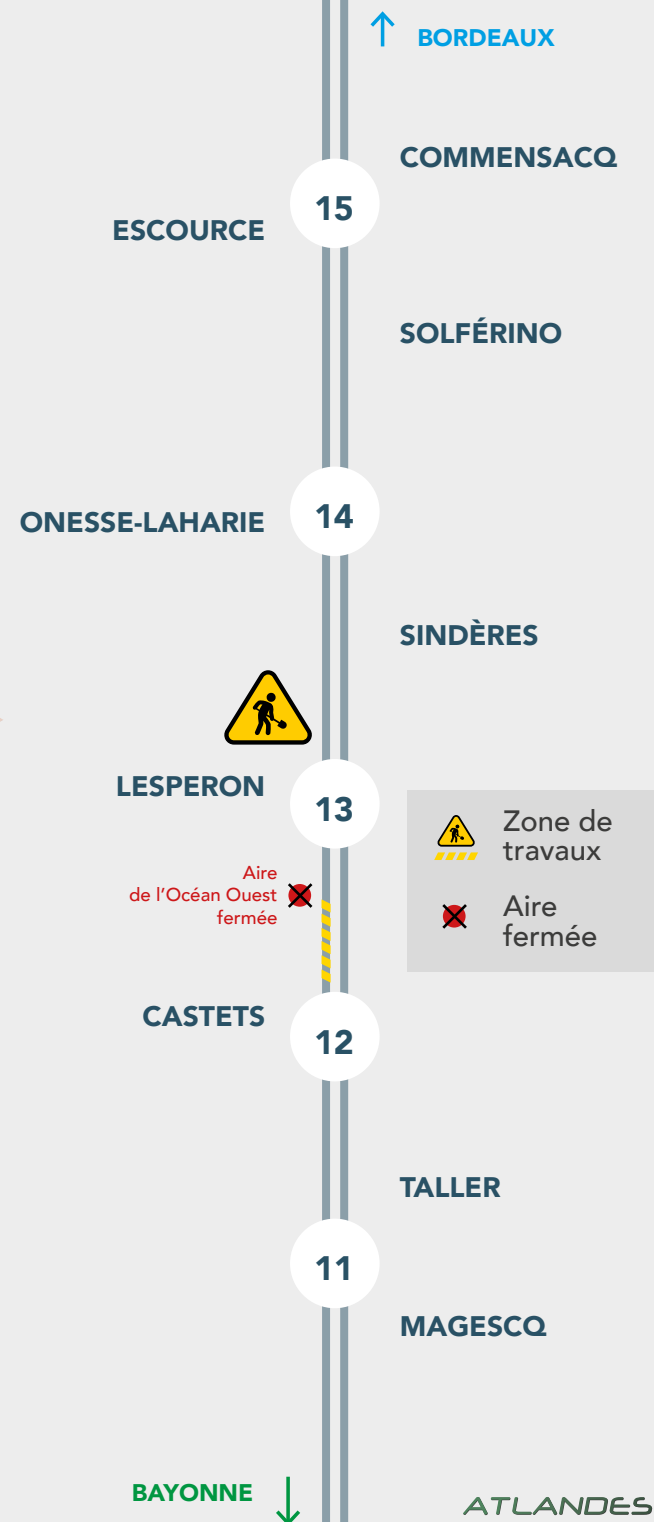 BORDEAUX
COMMENSACQ
15
ESCOURCE
SOLFÉRINO
14
ONESSE-LAHARIE
SINDÈRES
LESPERON
13
Zone de
travaux
Aire
de l'Océan Ouest
fermée
Aire
fermée
CASTETS
12
TALLER
11
MAGESCQ
BAYONNE
ATLANDES